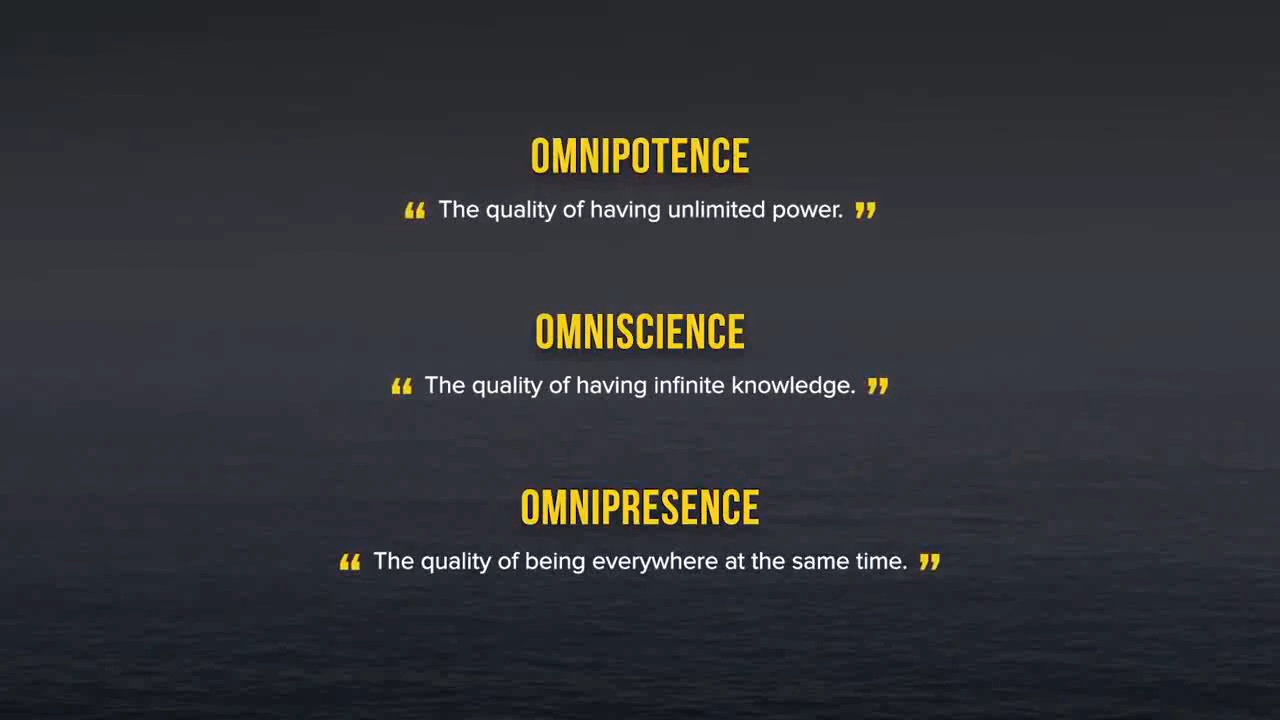 OMNIPOTENCE
“ The quality of having unlimited power. ”
OMNISCIENCE
“ The quality of having infinite knowledge. ”
OMNIPRESENCE
“ The quality of being everywhere at the same time. ”